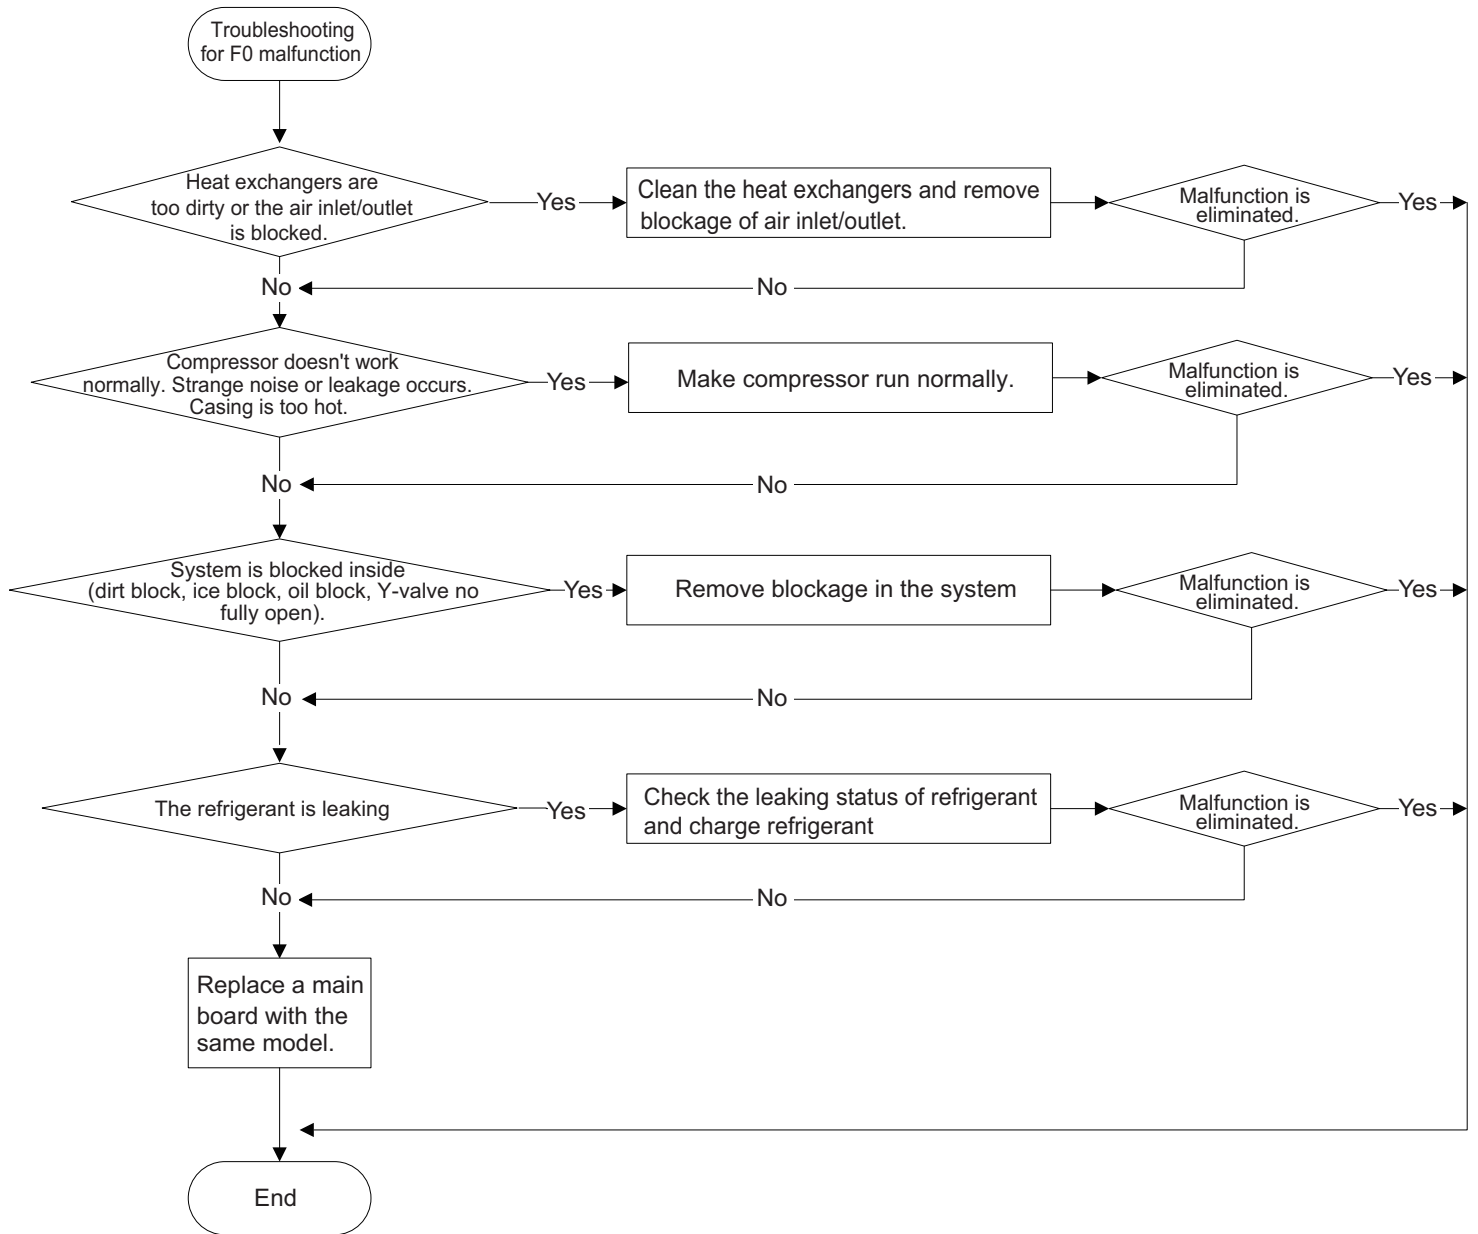 Troubleshooting
for F0 malfunction
Heat exchangers are
too dirty or the air inlet/outlet
is blocked.
Yes
Clean the heat exchangers and remove
blockage of air inlet/outlet.
Malfunction is
eliminated.
Yes
No
No
Compressor doesn't work
normally. Strange noise or leakage occurs.
Casing is too hot.
Yes
Make compressor run normally.
Malfunction is
eliminated.
Yes
No
No
System is blocked inside
(dirt block, ice block, oil block, Y-valve no
fully open).
Yes
Remove blockage in the system
Malfunction is
eliminated.
Yes
No
No
The refrigerant is leaking
Yes
Check the leaking status of refrigerant
and charge refrigerant
Malfunction is
eliminated.
Yes
No
No
Replace a main
board with the
same model.
End